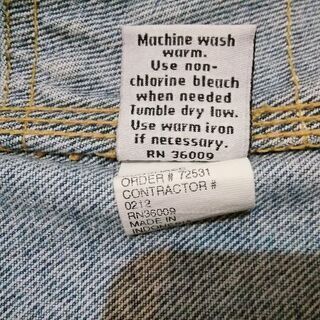 Machine wash
warm.
Use non-
chlorine bleach
when needed
Tumble dry low.
Use warm iron
if necessary.
RN 36009
ORDER # 72531
CONTRACTOR #
0212
RN36009
MADE IN